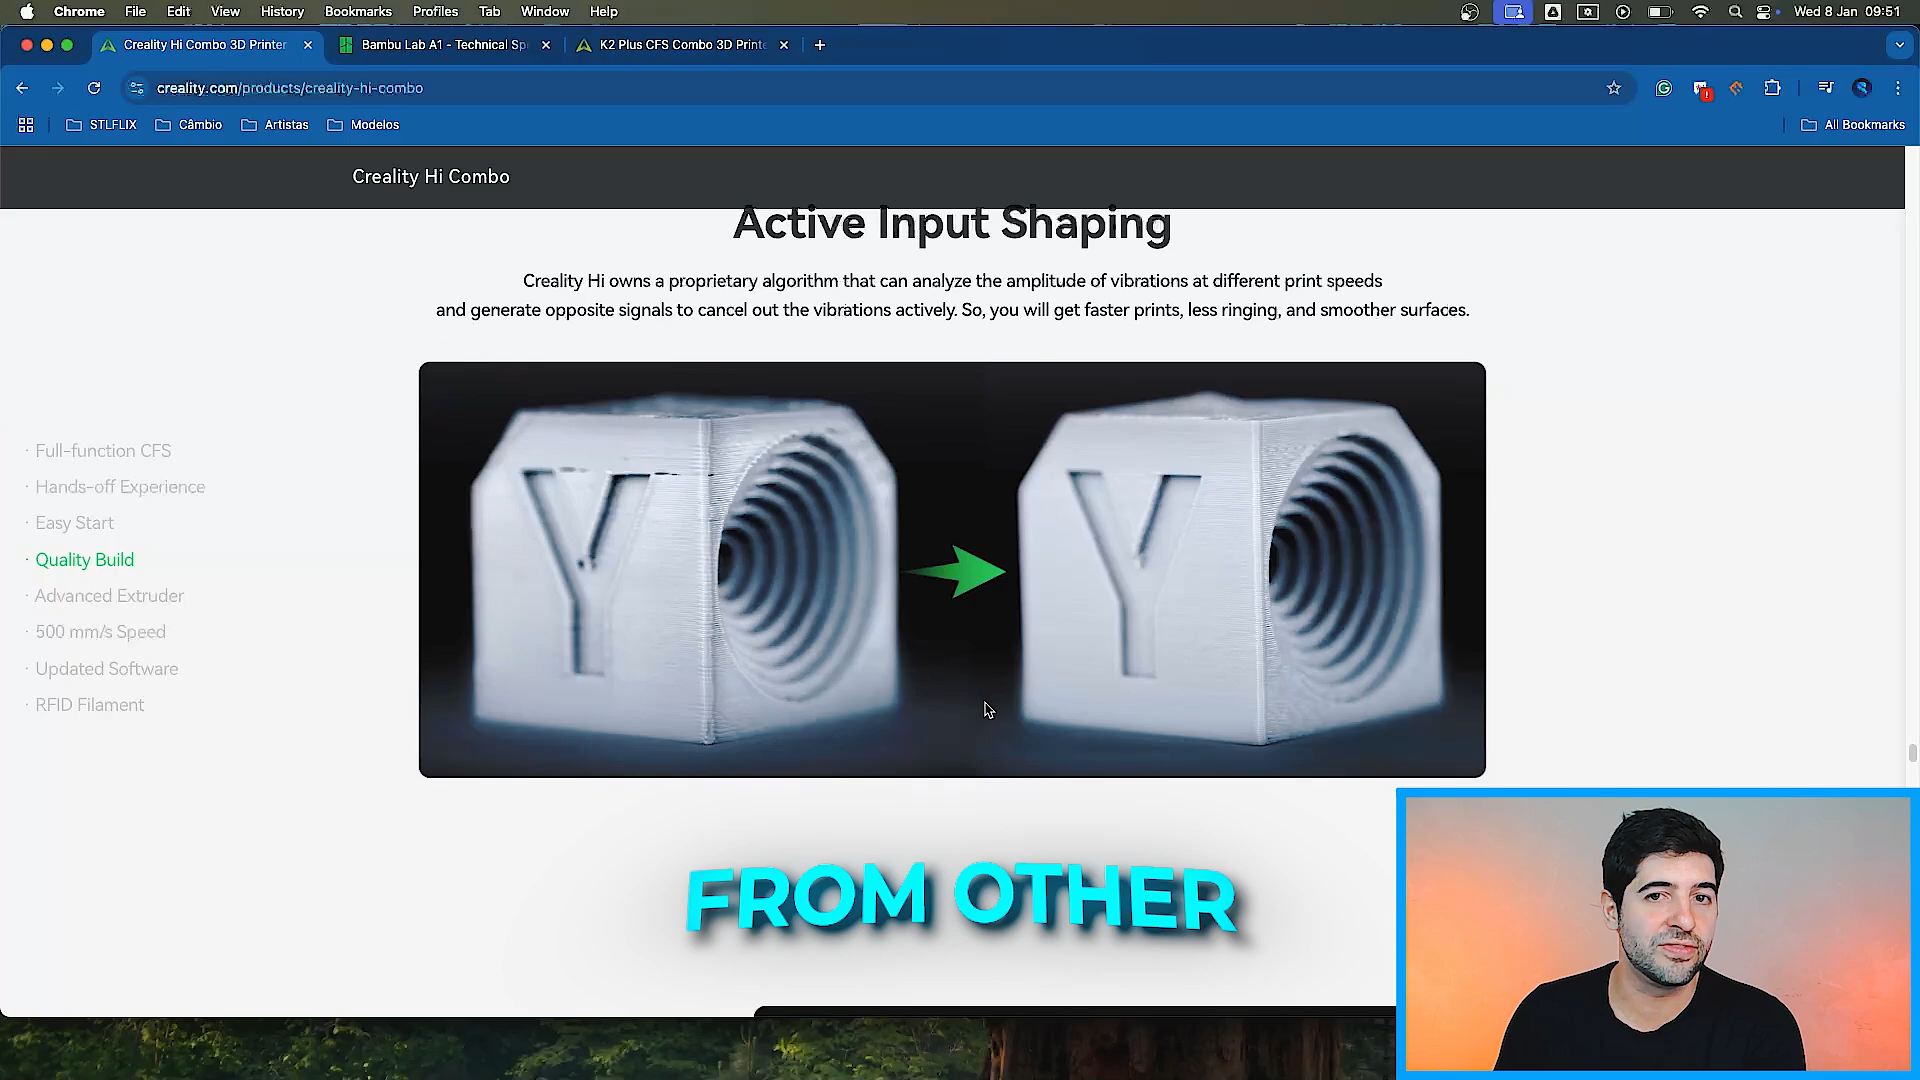 Chrome File Edit View History Bookmarks Profiles Tab Window Help Wed 8 Jan 09:51
Creality Hi Combo 3D Printer
Bambu Lab A1 - Technical Sp
K2 Plus CFS Combo 3D Printe
creality.com/products/creality-hi-combo
STLFLIX Câmbio Artistas Modelos All Bookmarks
Creality Hi Combo
Active Input Shaping
Creality Hi owns a proprietary algorithm that can analyze the amplitude of vibrations at different print speeds
and generate opposite signals to cancel out the vibrations actively. So, you will get faster prints, less ringing, and smoother surfaces.
· Full-function CFS
· Hands-off Experience
· Easy Start
· Quality Build
· Advanced Extruder
· 500 mm/s Speed
· Updated Software
· RFID Filament
Y Y
FROM OTHER